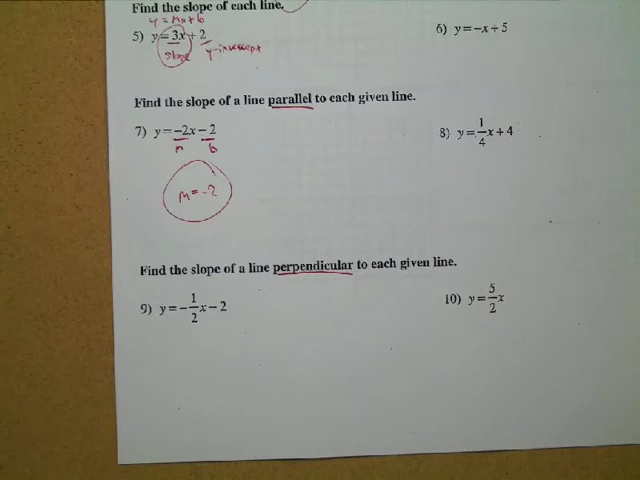 Find the slope of each line.
y = mx + b
5) y=3x+2
slope y-intercept
6) y=-x+5
Find the slope of a line parallel to each given line.
7) y=-2x-2
m b
m=-2
8) y=1/4x+4
Find the slope of a line perpendicular to each given line.
9) y=-1/2x-2
10) y=5/2x